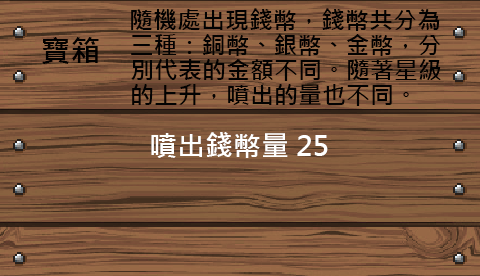 寶箱
隨機處出現錢幣，錢幣共分為
三種：銅幣、銀幣、金幣，分
別代表的金額不同。隨著星級
的上升，噴出的量也不同。
噴出錢幣量 25